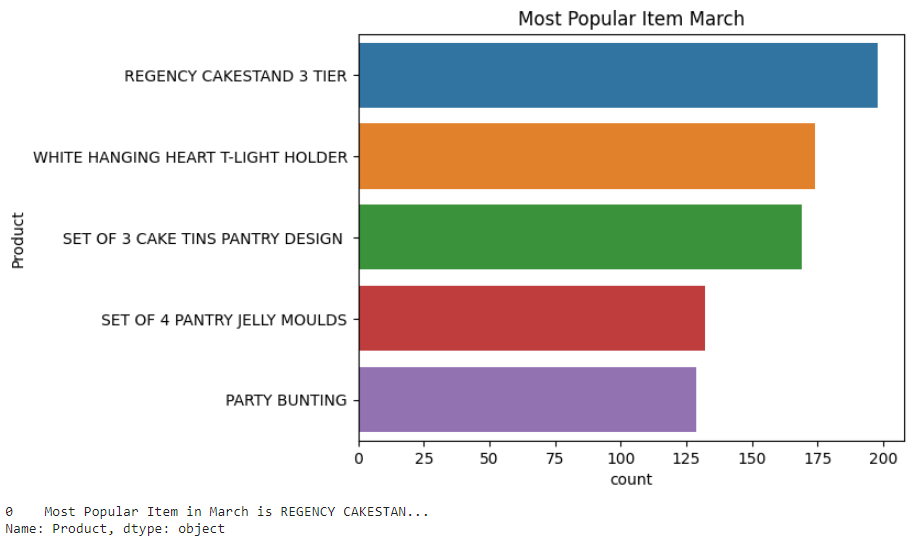 Most Popular Item March
REGENCY CAKESTAND 3 TIER
WHITE HANGING HEART T-LIGHT HOLDER
SET OF 3 CAKE TINS PANTRY DESIGN
SET OF 4 PANTRY JELLY MOULDS
PARTY BUNTING
Product
0 25 50 75 100 125 150 175 200
count
0    Most Popular Item in March is REGENCY CAKESTAN...
Name: Product, dtype: object